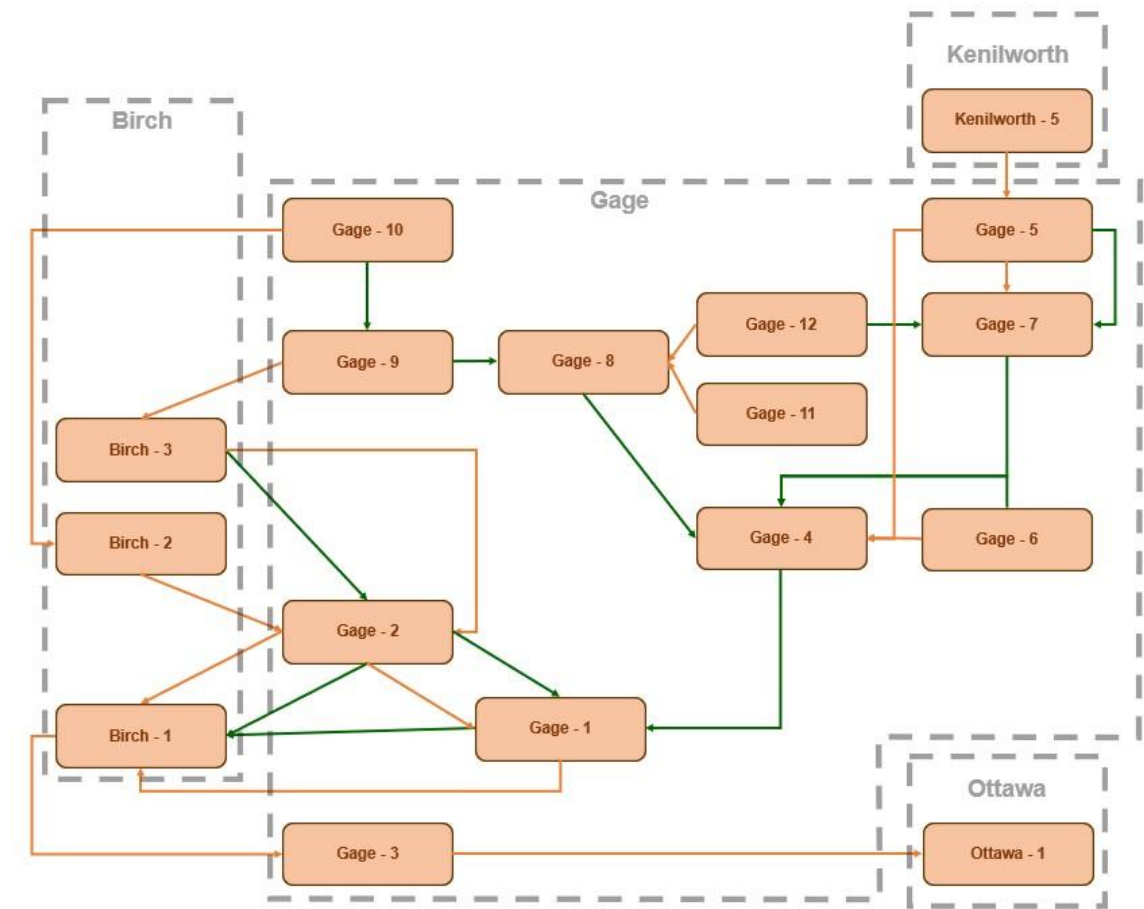 Kenilworth
Kenilworth - 5
Birch
Gage
Gage - 10
Gage - 5
Gage - 12
Gage - 7
Gage - 9
Gage - 8
Gage - 11
Birch - 3
Birch - 2
Gage - 4
Gage - 6
Gage - 2
Birch - 1
Gage - 1
Ottawa
Gage - 3
Ottawa - 1